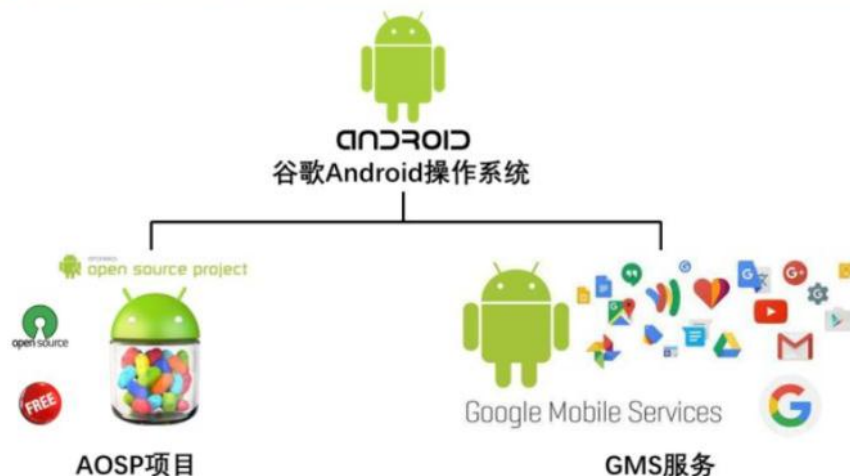 ANDROID
谷歌Android操作系统
open source project
open source
FREE
Google Mobile Services
AOSP项目
GMS服务